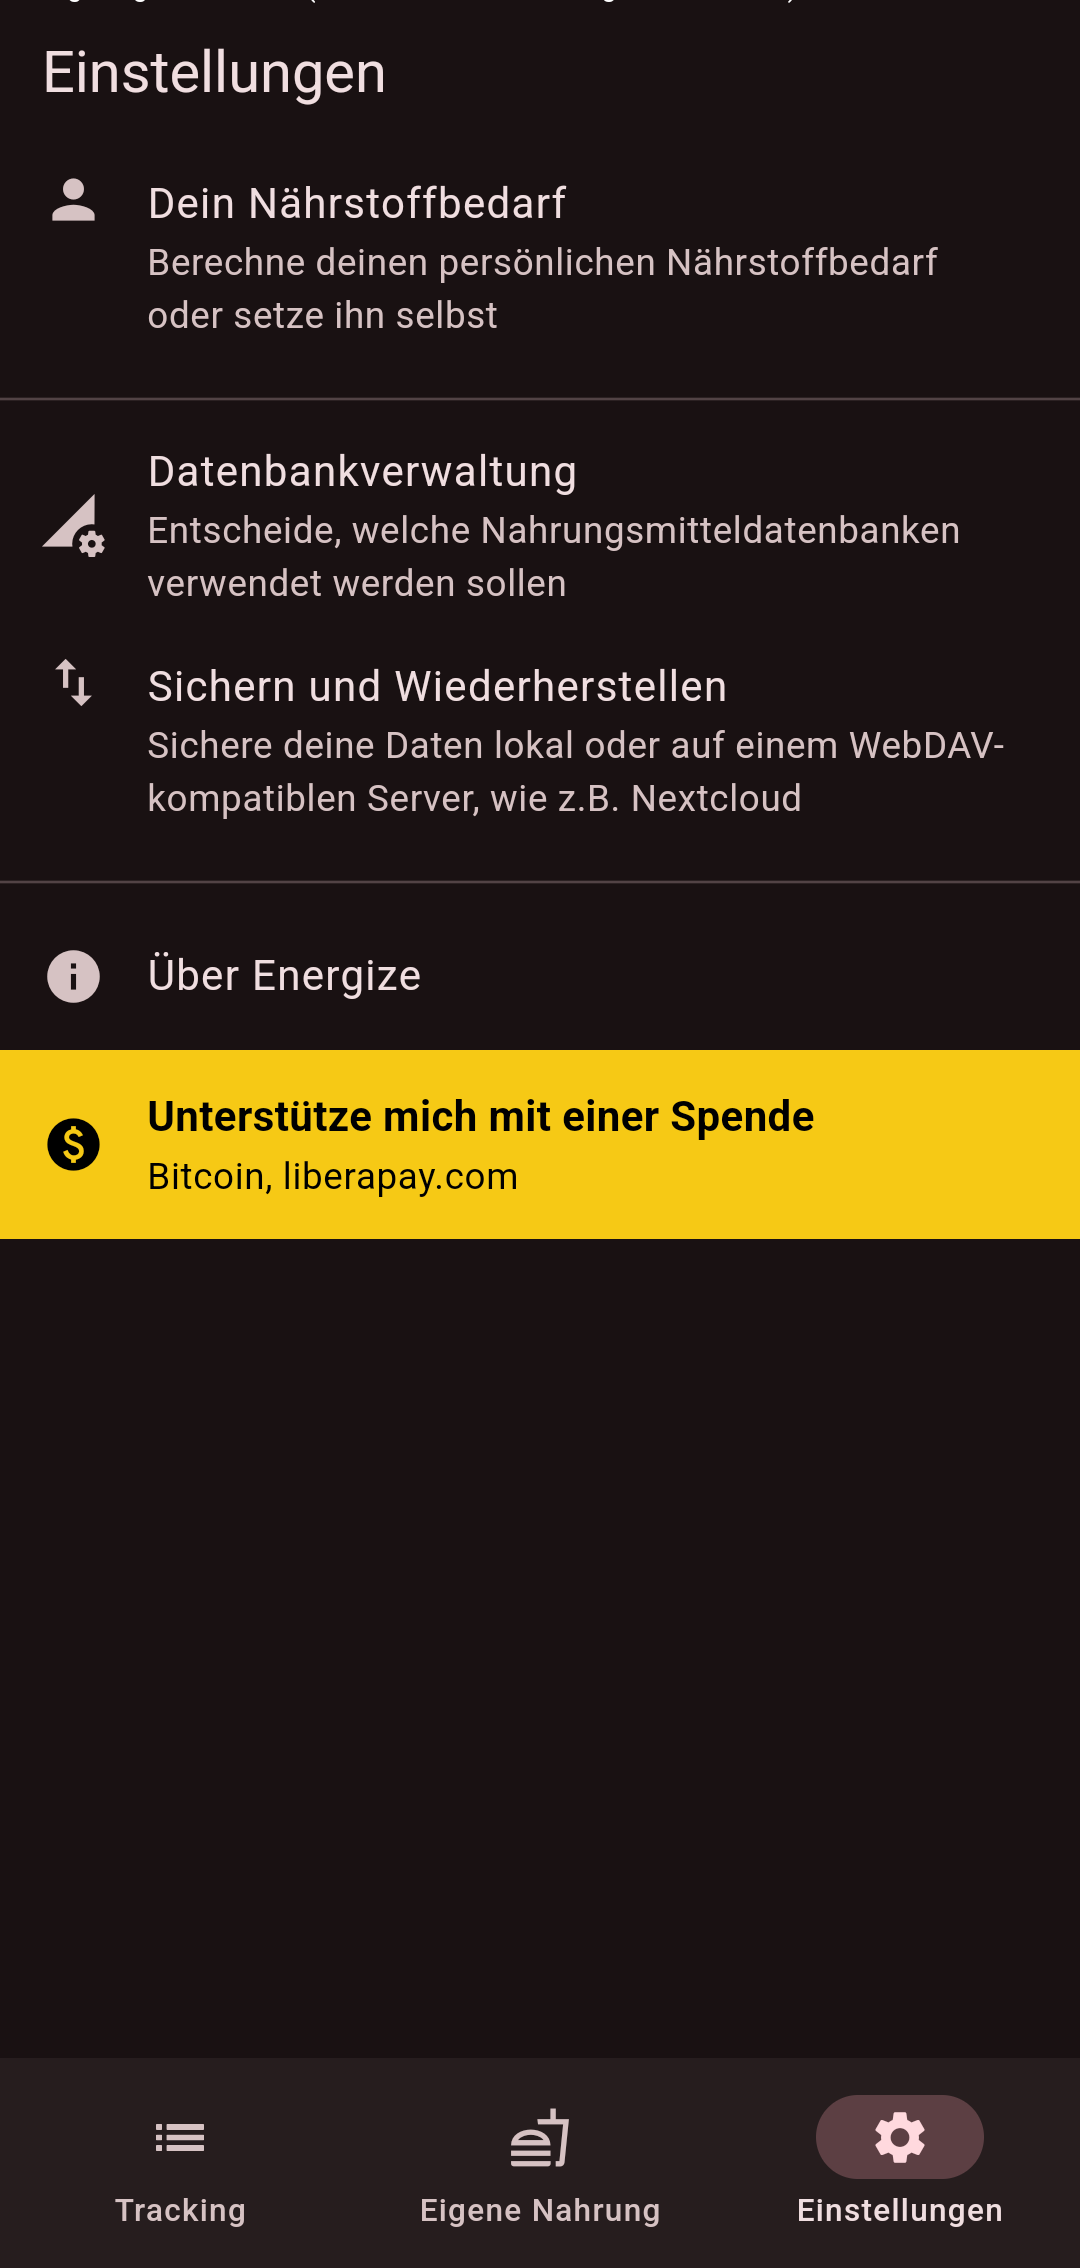 Einstellungen
Dein Nährstoffbedarf
Berechne deinen persönlichen Nährstoffbedarf
oder setze ihn selbst
Datenbankverwaltung
Entscheide, welche Nahrungsmitteldatenbanken
verwendet werden sollen
Sichern und Wiederherstellen
Sichere deine Daten lokal oder auf einem WebDAV-
kompatiblen Server, wie z.B. Nextcloud
Über Energize
Unterstütze mich mit einer Spende
Bitcoin, liberapay.com
Tracking
Eigene Nahrung
Einstellungen